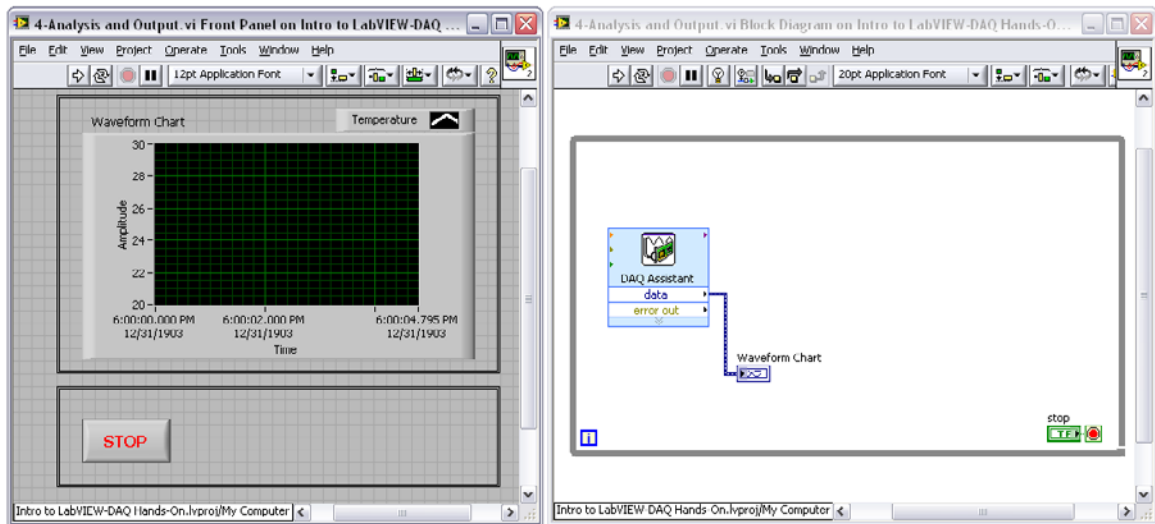 4-Analysis and Output.vi Front Panel on Intro to LabVIEW-DAQ ...
File Edit View Project Operate Tools Window Help
12pt Application Font
2
Waveform Chart
Temperature
30
28
26
24
22
20
Amplitude
6:00:00.000 PM 6:00:02.000 PM 6:00:04.795 PM
12/31/1903 12/31/1903 12/31/1903
Time
STOP
Intro to LabVIEW-DAQ Hands-On.lvproj/My Computer
4-Analysis and Output.vi Block Diagram on Intro to LabVIEW-DAQ Hands-O...
File Edit View Project Operate Tools Window Help
20pt Application Font
2
DAQ Assistant
data
error out
Waveform Chart
stop
TF
i
Intro to LabVIEW-DAQ Hands-On.lvproj/My Computer